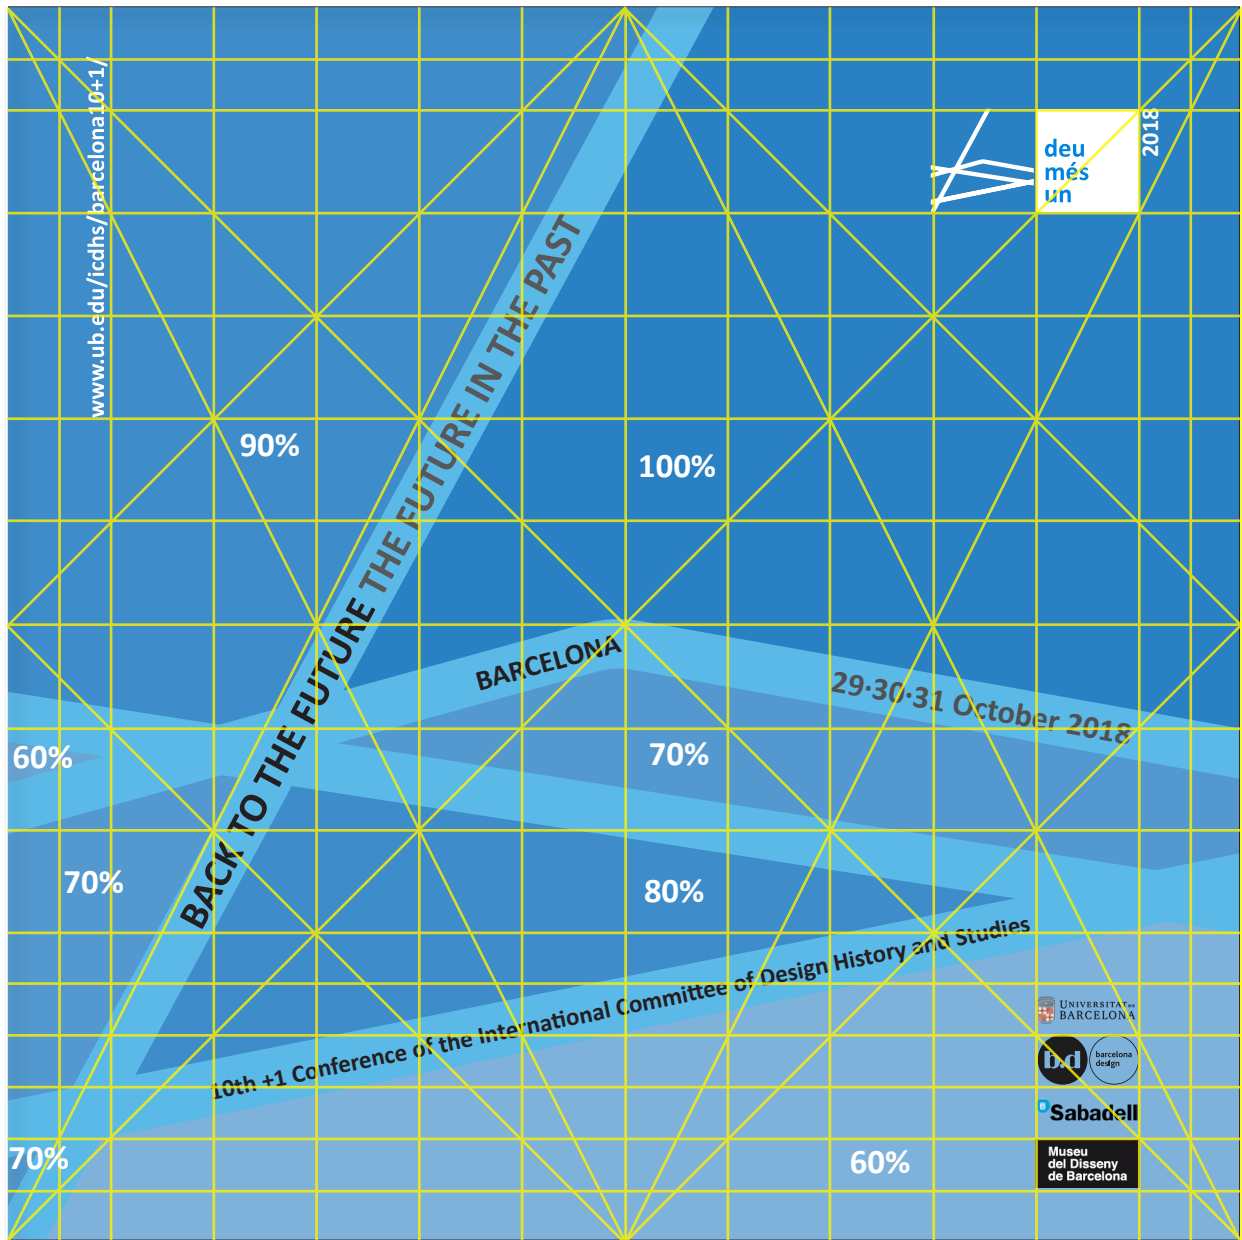 www.ub.edu/icdhs/barcelona10+1/
deu
més
un
2018
BACK TO THE FUTURE THE FUTURE IN THE PAST
90%
100%
BARCELONA
29·30·31 October 2018
60%
70%
70%
80%
10th +1 Conference of the International Committee of Design History and Studies
UNIVERSITAT DE
BARCELONA
b.d
barcelona
design
B Sabadell
70%
60%
Museu
del Disseny
de Barcelona